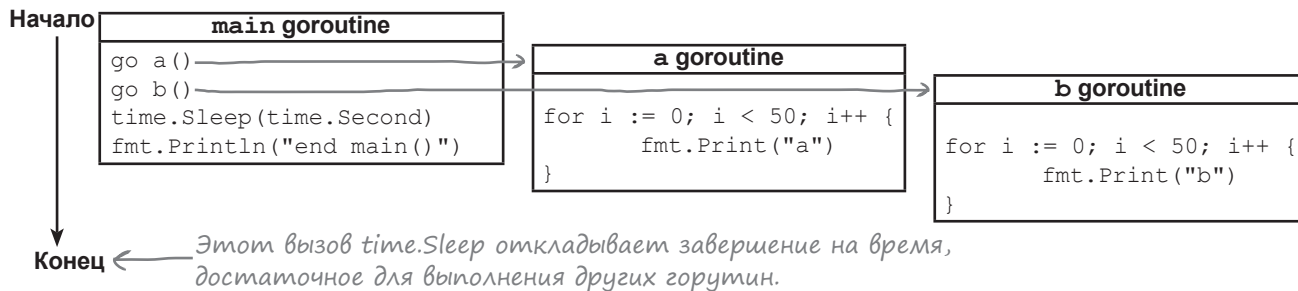 Начало
main goroutine
go a()
go b()
time.Sleep(time.Second)
fmt.Println("end main()")
a goroutine
for i := 0; i < 50; i++ {
fmt.Print("a")
}
b goroutine
for i := 0; i < 50; i++ {
fmt.Print("b")
}
Конец
Этот вызов time.Sleep откладывает завершение на время,
достаточное для выполнения других горутин.